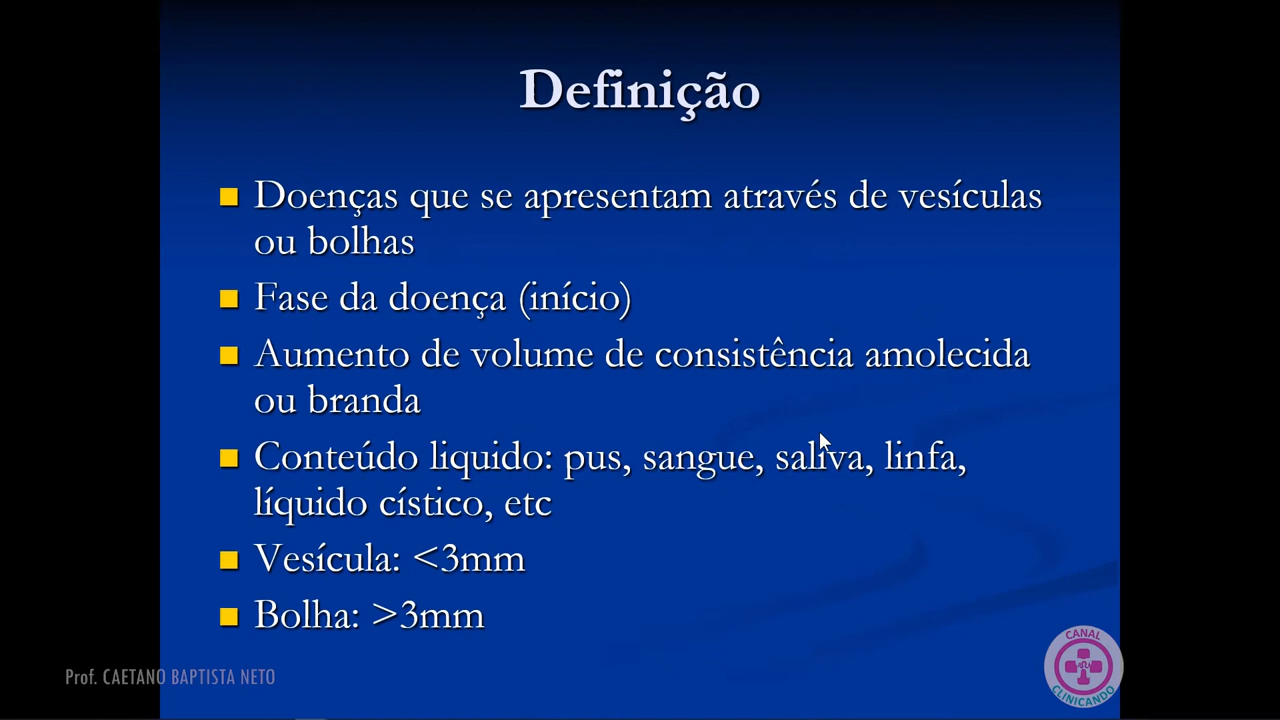 Definição
Doenças que se apresentam através de vesículas
ou bolhas
Fase da doença (início)
Aumento de volume de consistência amolecida
ou branda
Conteúdo liquido: pus, sangue, saliva, linfa,
líquido cístico, etc
Vesícula: <3mm
Bolha: >3mm
Prof. CAETANO BAPTISTA NETO
CANAL
CLINICANDO